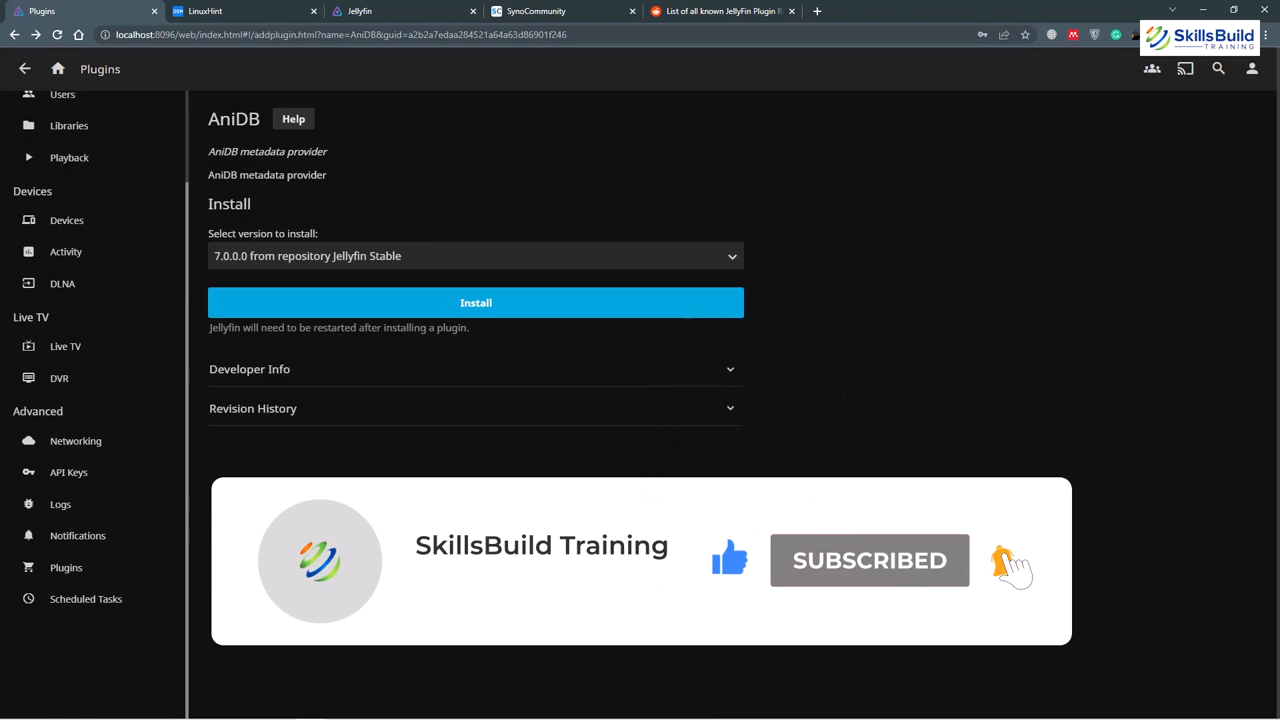 Plugins
LinuxHint
Jellyfin
SynoCommunity
List of all known JellyFin Plugin R
localhost:8096/web/index.html#!/addplugin.html?name=AniDB&guid=a2b2a7edaa284521a64a63d86901f246
SkillsBuild
TRAINING
Plugins
Users
Libraries
Playback
Devices
Devices
Activity
DLNA
Live TV
Live TV
DVR
Advanced
Networking
API Keys
Logs
Notifications
Plugins
Scheduled Tasks
AniDB
Help
AniDB metadata provider
AniDB metadata provider
Install
Select version to install:
7.0.0.0 from repository Jellyfin Stable
Install
Jellyfin will need to be restarted after installing a plugin.
Developer Info
Revision History
SkillsBuild Training
SUBSCRIBED